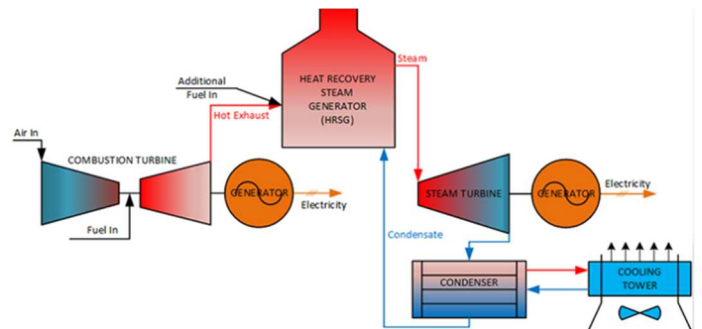 Steam
HEAT RECOVERY
STEAM
GENERATOR
(HRSG)
Additional
Fuel In
Hot Exhaust
Air In
COMBUSTION TURBINE
GENERATOR
Electricity
Fuel In
STEAM TURBINE
GENERATOR
Electricity
Condensate
CONDENSER
COOLING
TOWER